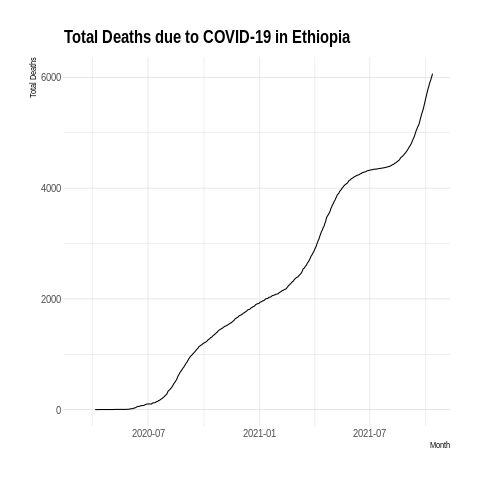 Total Deaths due to COVID-19 in Ethiopia
Total Deaths
6000
4000
2000
0
2020-07 2021-01 2021-07
Month